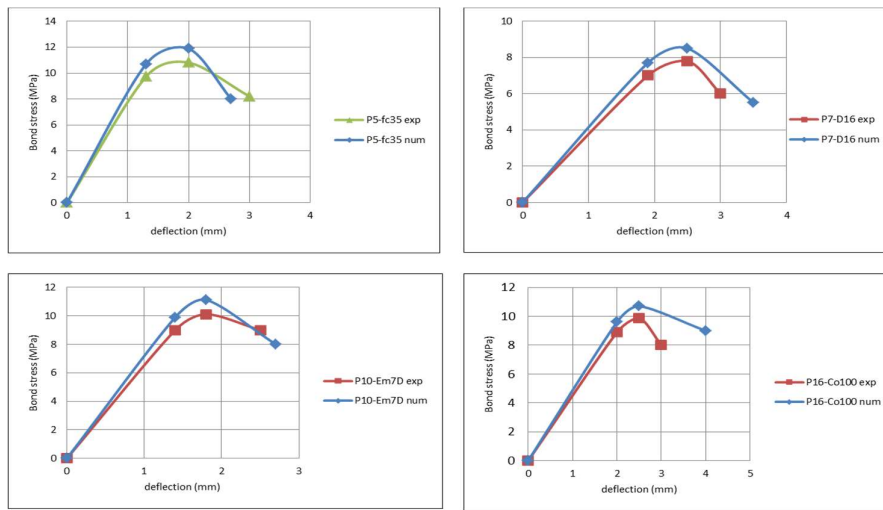 14
12
10
8
6
4
2
0
Bond stress (MPa)
0 1 2 3 4
deflection (mm)
P5-fc35 exp
P5-fc35 num
10
8
6
4
2
0
Bond stress (MPa)
0 1 2 3 4
deflection (mm)
P7-D16 exp
P7-D16 num
12
10
8
6
4
2
0
Bond stress (MPa)
0 1 2 3
deflection (mm)
P10-Em7D exp
P10-Em7D num
12
10
8
6
4
2
0
Bond stress (MPa)
0 1 2 3 4 5
deflection (mm)
P16-Co100 exp
P16-Co100 num